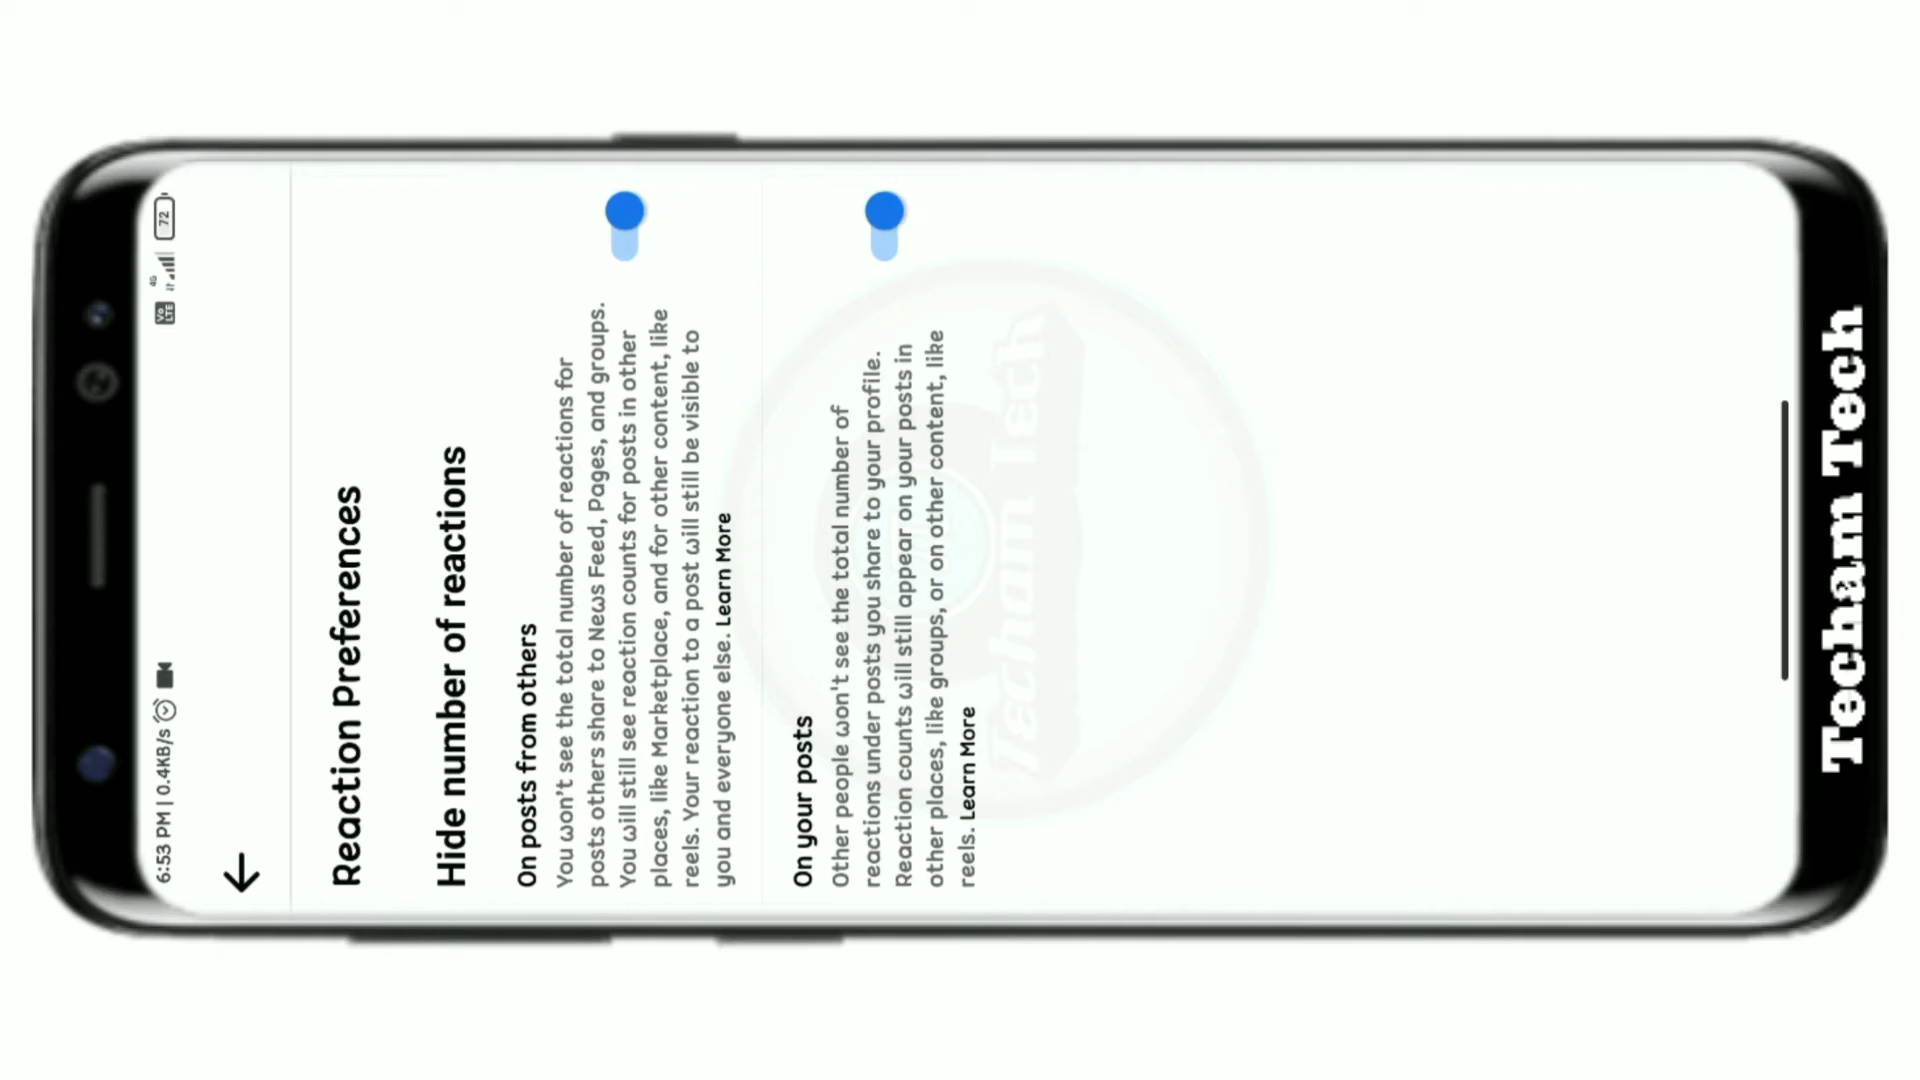 6:53 PM | 0.4KB/s
Vo LTE 4G 72
Reaction Preferences
Hide number of reactions
On posts from others
You won't see the total number of reactions for
posts others share to News Feed, Pages, and groups.
You will still see reaction counts for posts in other
places, like Marketplace, and for other content, like
reels. Your reaction to a post will still be visible to
you and everyone else. Learn More
On your posts
Other people won't see the total number of
reactions under posts you share to your profile.
Reaction counts will still appear on your posts in
other places, like groups, or on other content, like
reels. Learn More
Techam Tech
Techam Tech